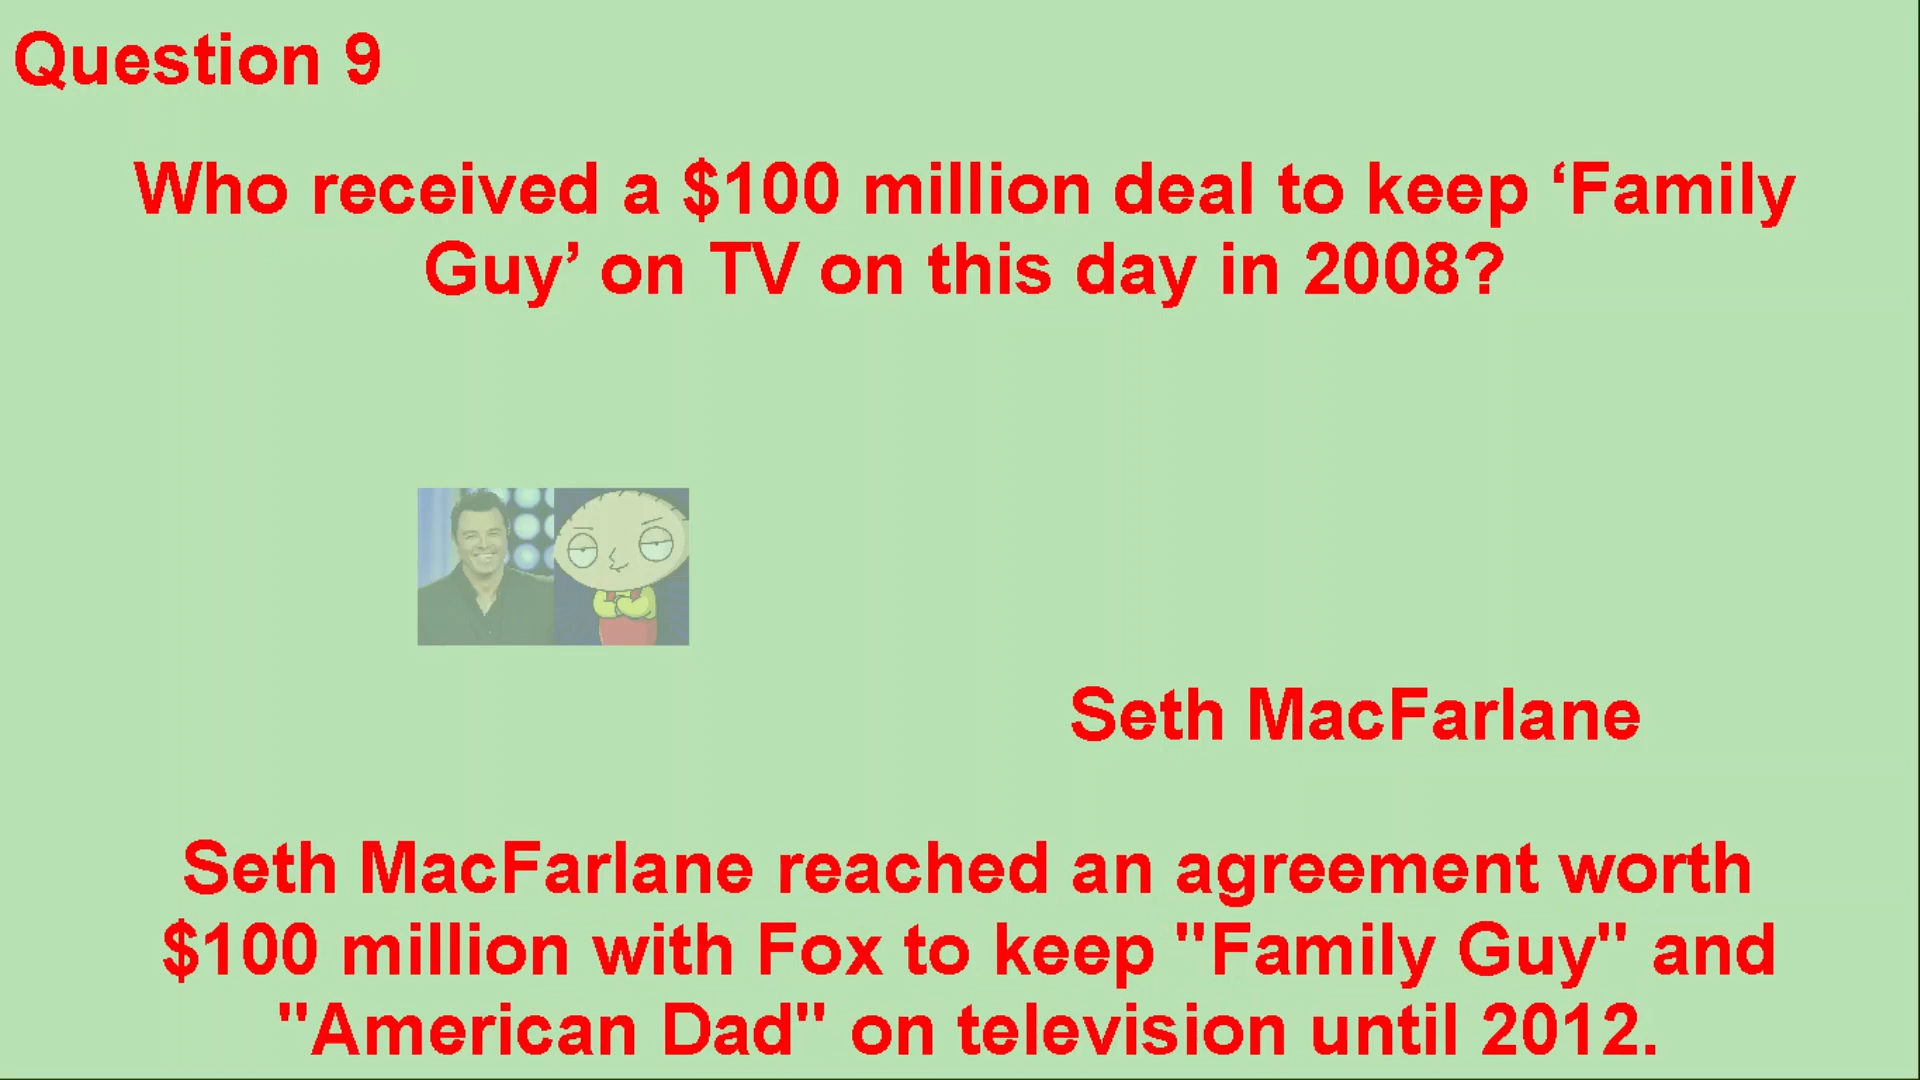 Question 9
Who received a $100 million deal to keep ‘Family
Guy’ on TV on this day in 2008?
Seth MacFarlane
Seth MacFarlane reached an agreement worth
$100 million with Fox to keep "Family Guy" and
"American Dad" on television until 2012.